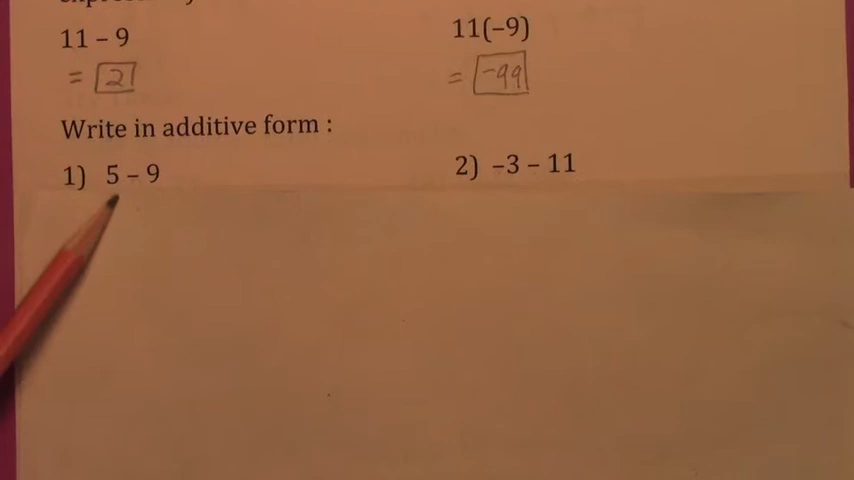 11 – 9
11(–9)
= 2
= -99
Write in additive form :
1) 5 – 9
2) –3 – 11